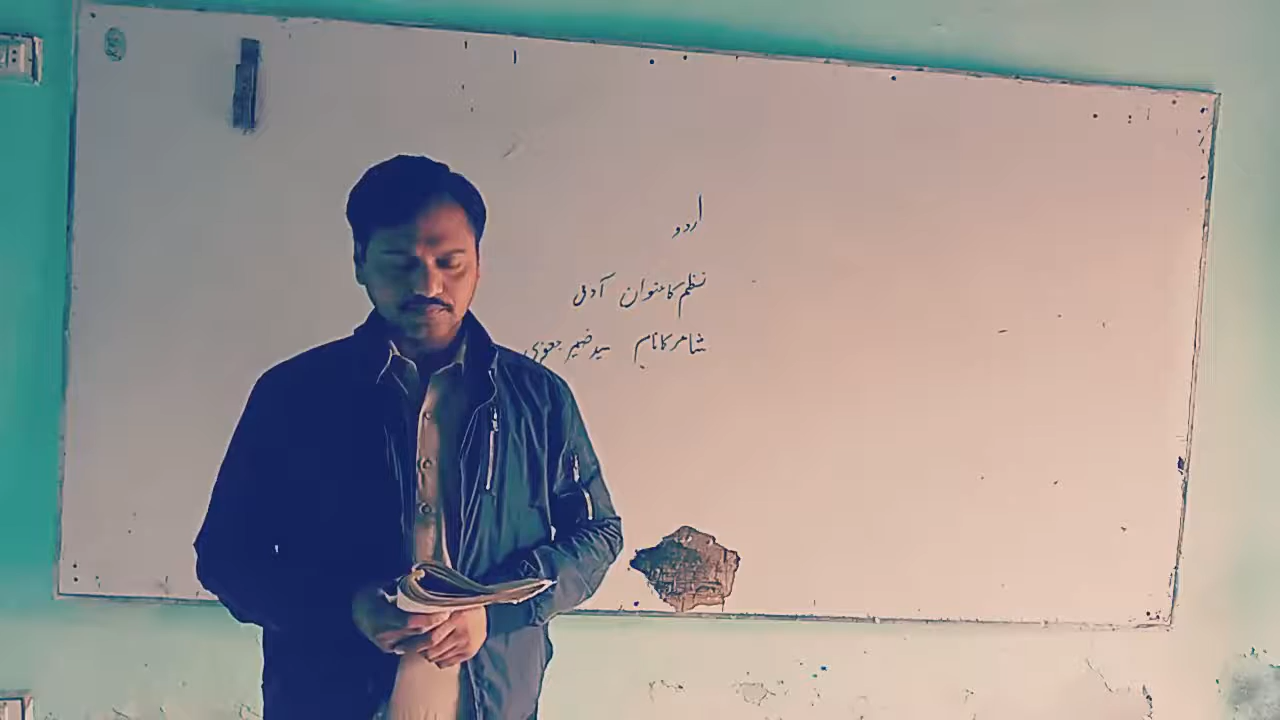 اردو
نظم کا عنوان آدمی
شاعر کا نام سید ضمیر جعفری